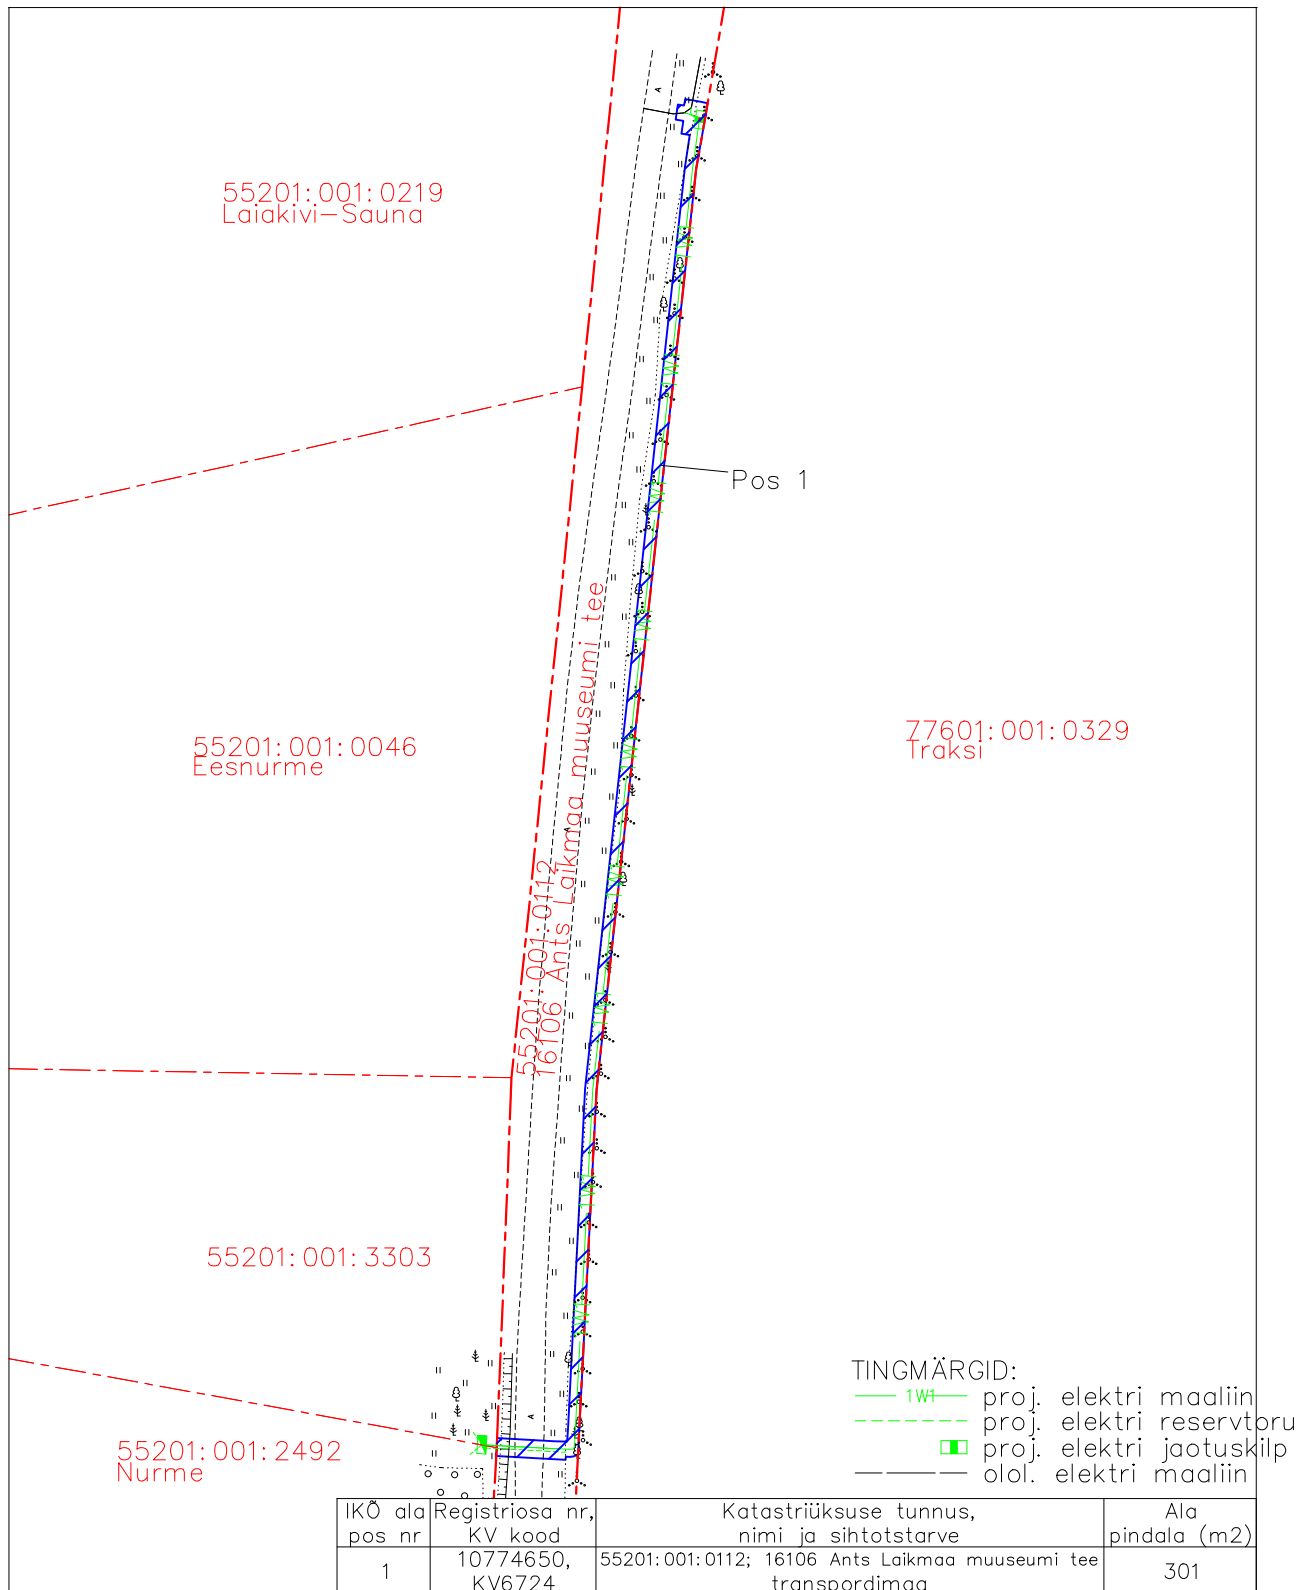 55201:001:0219
Laiakivi-Sauna
Pos 1
55201:001:0046
Eesnurme
77601:001:0329
Traksi
55201:001:0112
16106 Ants Laikmaa muuseumi tee
55201:001:3303
55201:001:2492
Nurme
TINGMÄRGID:
1W1 proj. elektri maaliin
proj. elektri reservtoru
proj. elektri jaotuskilp
olol. elektri maaliin
IKÕ ala pos nr
Registriosa nr, KV kood
Katastriüksuse tunnus, nimi ja sihtotstarve
Ala pindala (m2)
1
10774650, KV6724
55201:001:0112; 16106 Ants Laikmaa muuseumi tee transpordimaa
301